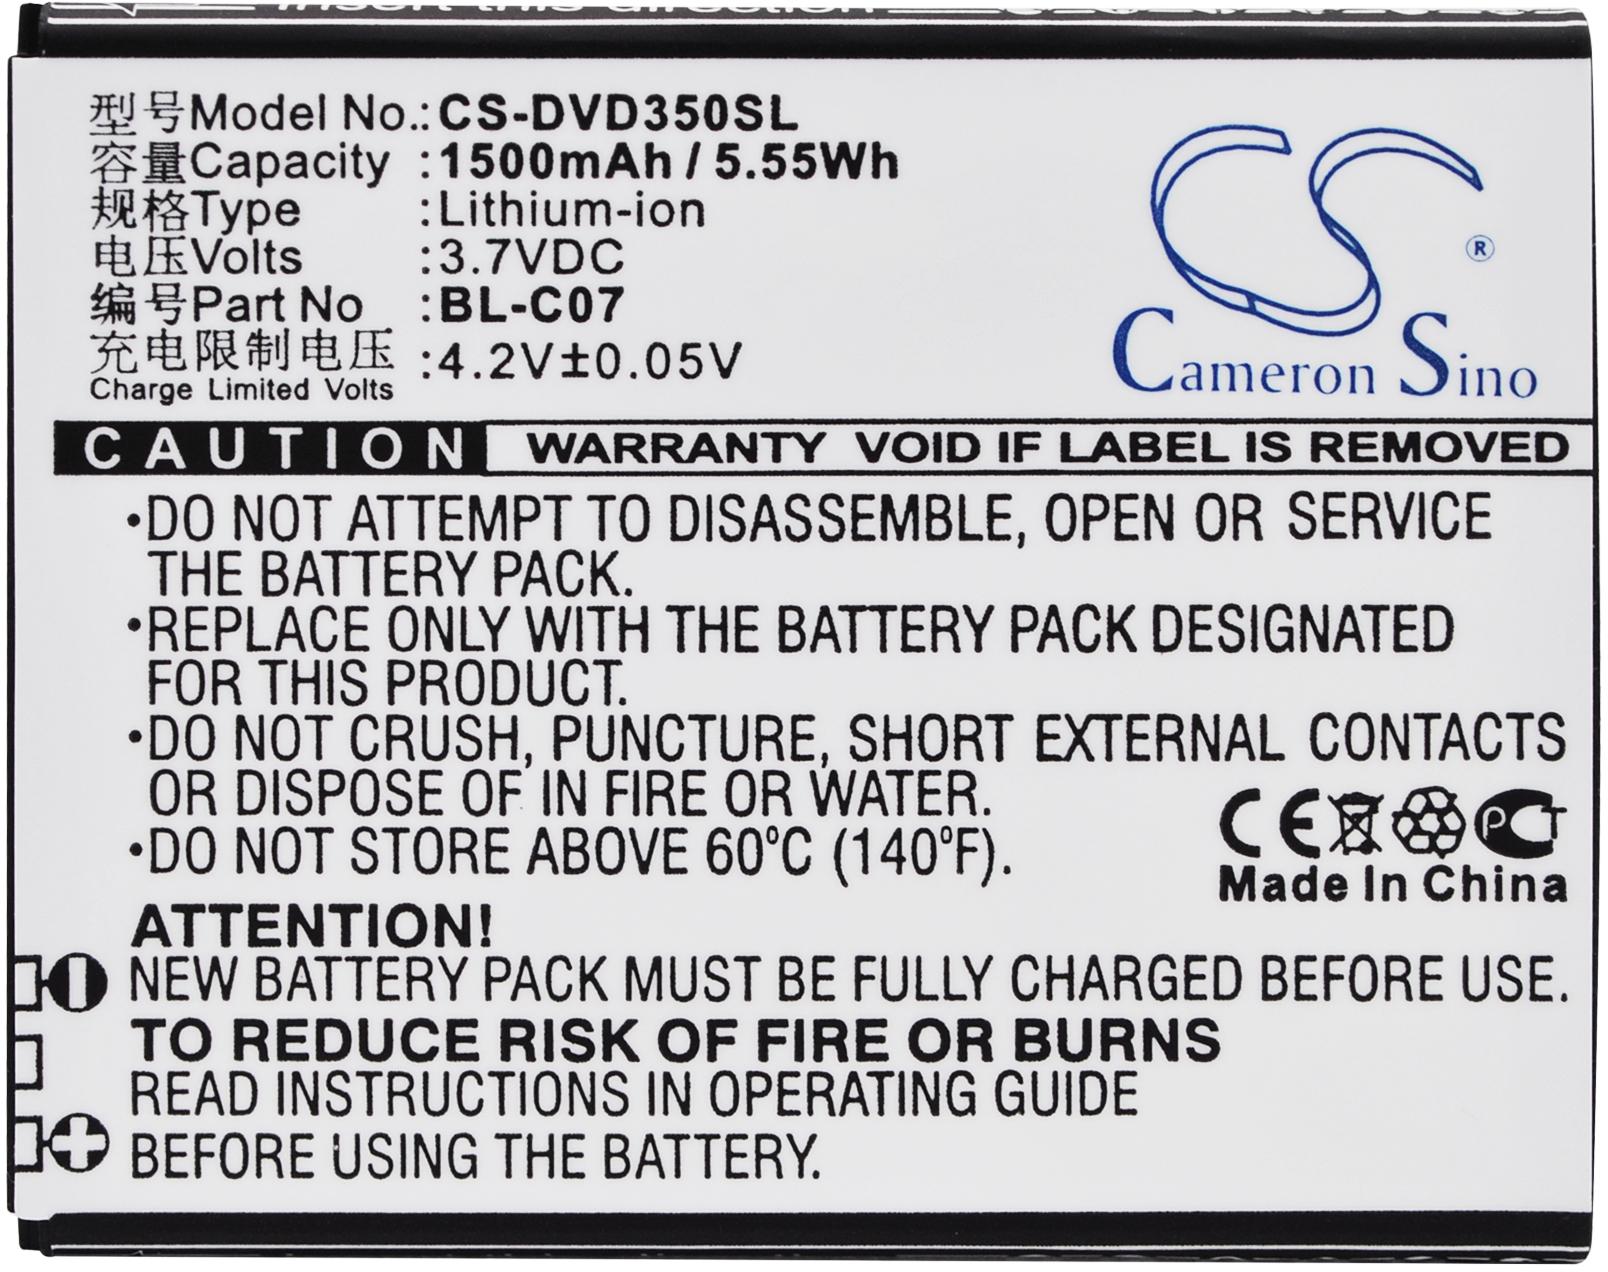 Insert this side
型号Model No.:CS-DVD350SL
容量Capacity :1500mAh / 5.55Wh
规格Type :Lithium-ion
电压Volts :3.7VDC
编号Part No :BL-C07
充电限制电压 :4.2V±0.05V
Charge Limited Volts
CS ®
Cameron Sino
CAUTION WARRANTY VOID IF LABEL IS REMOVED
•DO NOT ATTEMPT TO DISASSEMBLE, OPEN OR SERVICE
THE BATTERY PACK.
•REPLACE ONLY WITH THE BATTERY PACK DESIGNATED
FOR THIS PRODUCT.
•DO NOT CRUSH, PUNCTURE, SHORT EXTERNAL CONTACTS
OR DISPOSE OF IN FIRE OR WATER.
•DO NOT STORE ABOVE 60°C (140°F).
CE PCT
Made In China
ATTENTION!
NEW BATTERY PACK MUST BE FULLY CHARGED BEFORE USE.
TO REDUCE RISK OF FIRE OR BURNS
READ INSTRUCTIONS IN OPERATING GUIDE
BEFORE USING THE BATTERY.